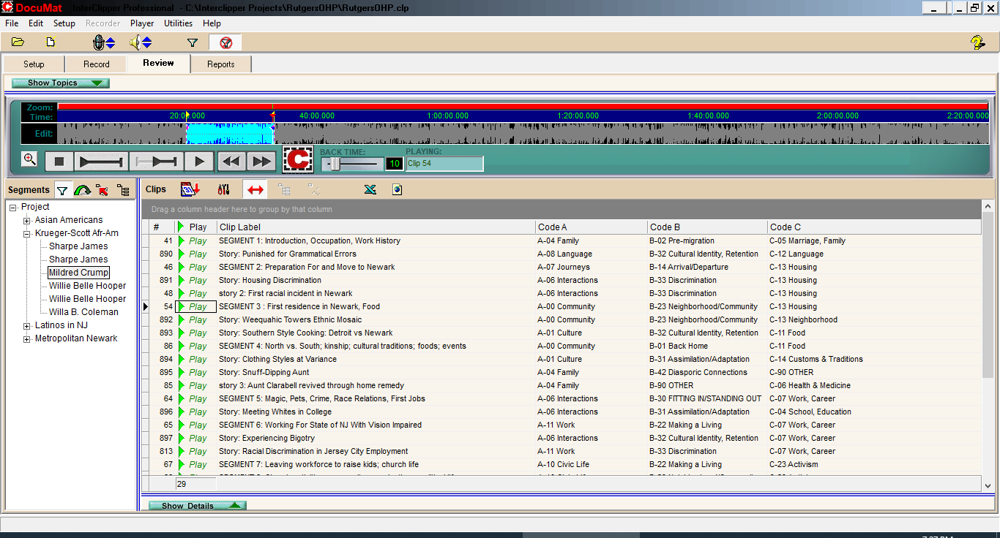 DocuMat InterClipper Professional - C:\Interclipper Projects\RutgersOHP\RutgersOHP.clp
File Edit Setup Recorder Player Utilities Help
Setup Record Review Reports
Show Topics
Zoom:
Time: 20:00.000 40:00.000 1:00:00.000 1:20:00.000 1:40:00.000 2:00:00.000 2:20:00.000
Edit:
BACK TIME: PLAYING:
10 Clip 54
Segments
Project
Asian Americans
Krueger-Scott Afr-Am
Sharpe James
Sharpe James
Mildred Crump
Willie Belle Hooper
Willie Belle Hooper
Willa B. Coleman
Latinos in NJ
Metropolitan Newark
Clips
Drag a column header here to group by that column
# Play Clip Label Code A Code B Code C
41 Play SEGMENT 1: Introduction, Occupation, Work History A-04 Family B-02 Pre-migration C-05 Marriage, Family
890 Play Story: Punished for Grammatical Errors A-08 Language B-32 Cultural Identity, Retention C-12 Language
46 Play SEGMENT 2: Preparation For and Move to Newark A-07 Journeys B-14 Arrival/Departure C-13 Housing
891 Play Story: Housing Discrimination A-06 Interactions B-33 Discrimination C-13 Housing
48 Play story 2: First racial incident in Newark A-06 Interactions B-33 Discrimination C-13 Housing
54 Play SEGMENT 3 : First residence in Newark, Food A-00 Community B-23 Neighborhood/Community C-13 Housing
892 Play Story: Weequahic Towers Ethnic Mosaic A-00 Community B-23 Neighborhood/Community C-13 Neighborhood
893 Play Story: Southern Style Cooking: Detroit vs Newark A-01 Culture B-32 Cultural Identity, Retention C-11 Food
86 Play SEGMENT 4: North vs. South; kinship; cultural traditions; foods; events A-00 Community B-01 Back Home C-11 Food
894 Play Story: Clothing Styles at Variance A-01 Culture B-31 Assimilation/Adaptation C-14 Customs & Traditions
895 Play Story: Snuff-Dipping Aunt A-04 Family B-42 Diasporic Connections C-90 OTHER
85 Play story 3: Aunt Clarabell revived through home remedy A-04 Family B-90 OTHER C-06 Health & Medicine
64 Play SEGMENT 5: Magic, Pets, Crime, Race Relations, First Jobs A-06 Interactions B-30 FITTING IN/STANDING OUT C-07 Work, Career
896 Play Story: Meeting Whites in College A-06 Interactions B-31 Assimilation/Adaptation C-04 School, Education
65 Play SEGMENT 6: Working For State of NJ With Vision Impaired A-11 Work B-22 Making a Living C-07 Work, Career
897 Play Story: Experiencing Bigotry A-06 Interactions B-32 Cultural Identity, Retention C-07 Work, Career
813 Play Story: Racial Discrimination in Jersey City Employment A-11 Work B-33 Discrimination C-07 Work, Career
67 Play SEGMENT 7: Leaving workforce to raise kids; church life A-10 Civic Life B-22 Making a Living C-23 Activism
29
Show Details